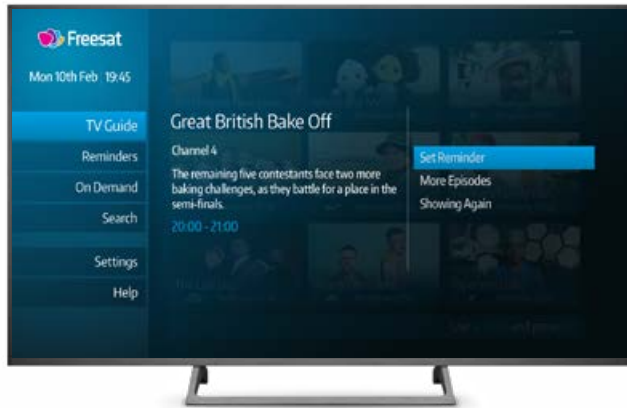 Freesat
Mon 10th Feb 19:45
TV Guide
Reminders
On Demand
Search
Settings
Help
Great British Bake Off
Channel 4
The remaining five contestants face two more
baking challenges, as they battle for a place in the
semi-finals.
20:00 - 21:00
Set Reminder
More Episodes
Showing Again